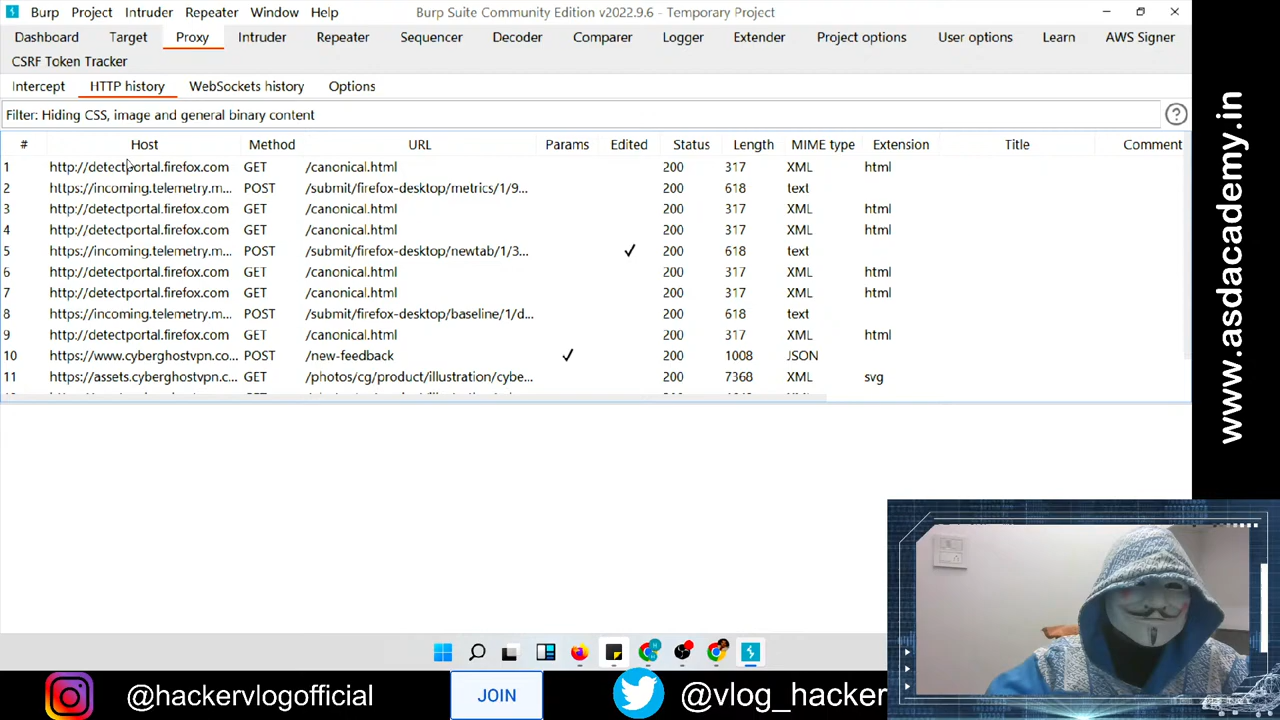 Burp Project Intruder Repeater Window Help Burp Suite Community Edition v2022.9.6 - Temporary Project
Dashboard Target Proxy Intruder Repeater Sequencer Decoder Comparer Logger Extender Project options User options Learn AWS Signer
CSRF Token Tracker
Intercept HTTP history WebSockets history Options
Filter: Hiding CSS, image and general binary content ?
# Host Method URL Params Edited Status Length MIME type Extension Title Comment
1 http://detectportal.firefox.com GET /canonical.html 200 317 XML html
2 https://incoming.telemetry.m... POST /submit/firefox-desktop/metrics/1/9... 200 618 text
3 http://detectportal.firefox.com GET /canonical.html 200 317 XML html
4 http://detectportal.firefox.com GET /canonical.html 200 317 XML html
5 https://incoming.telemetry.m... POST /submit/firefox-desktop/newtab/1/3... ✓ 200 618 text
6 http://detectportal.firefox.com GET /canonical.html 200 317 XML html
7 http://detectportal.firefox.com GET /canonical.html 200 317 XML html
8 https://incoming.telemetry.m... POST /submit/firefox-desktop/baseline/1/d... 200 618 text
9 http://detectportal.firefox.com GET /canonical.html 200 317 XML html
10 https://www.cyberghostvpn.co... POST /new-feedback ✓ 200 1008 JSON
11 https://assets.cyberghostvpn.c... GET /photos/cg/product/illustration/cybe... 200 7368 XML svg
www.asdacademy.in
@hackervlogofficial JOIN @vlog_hacker